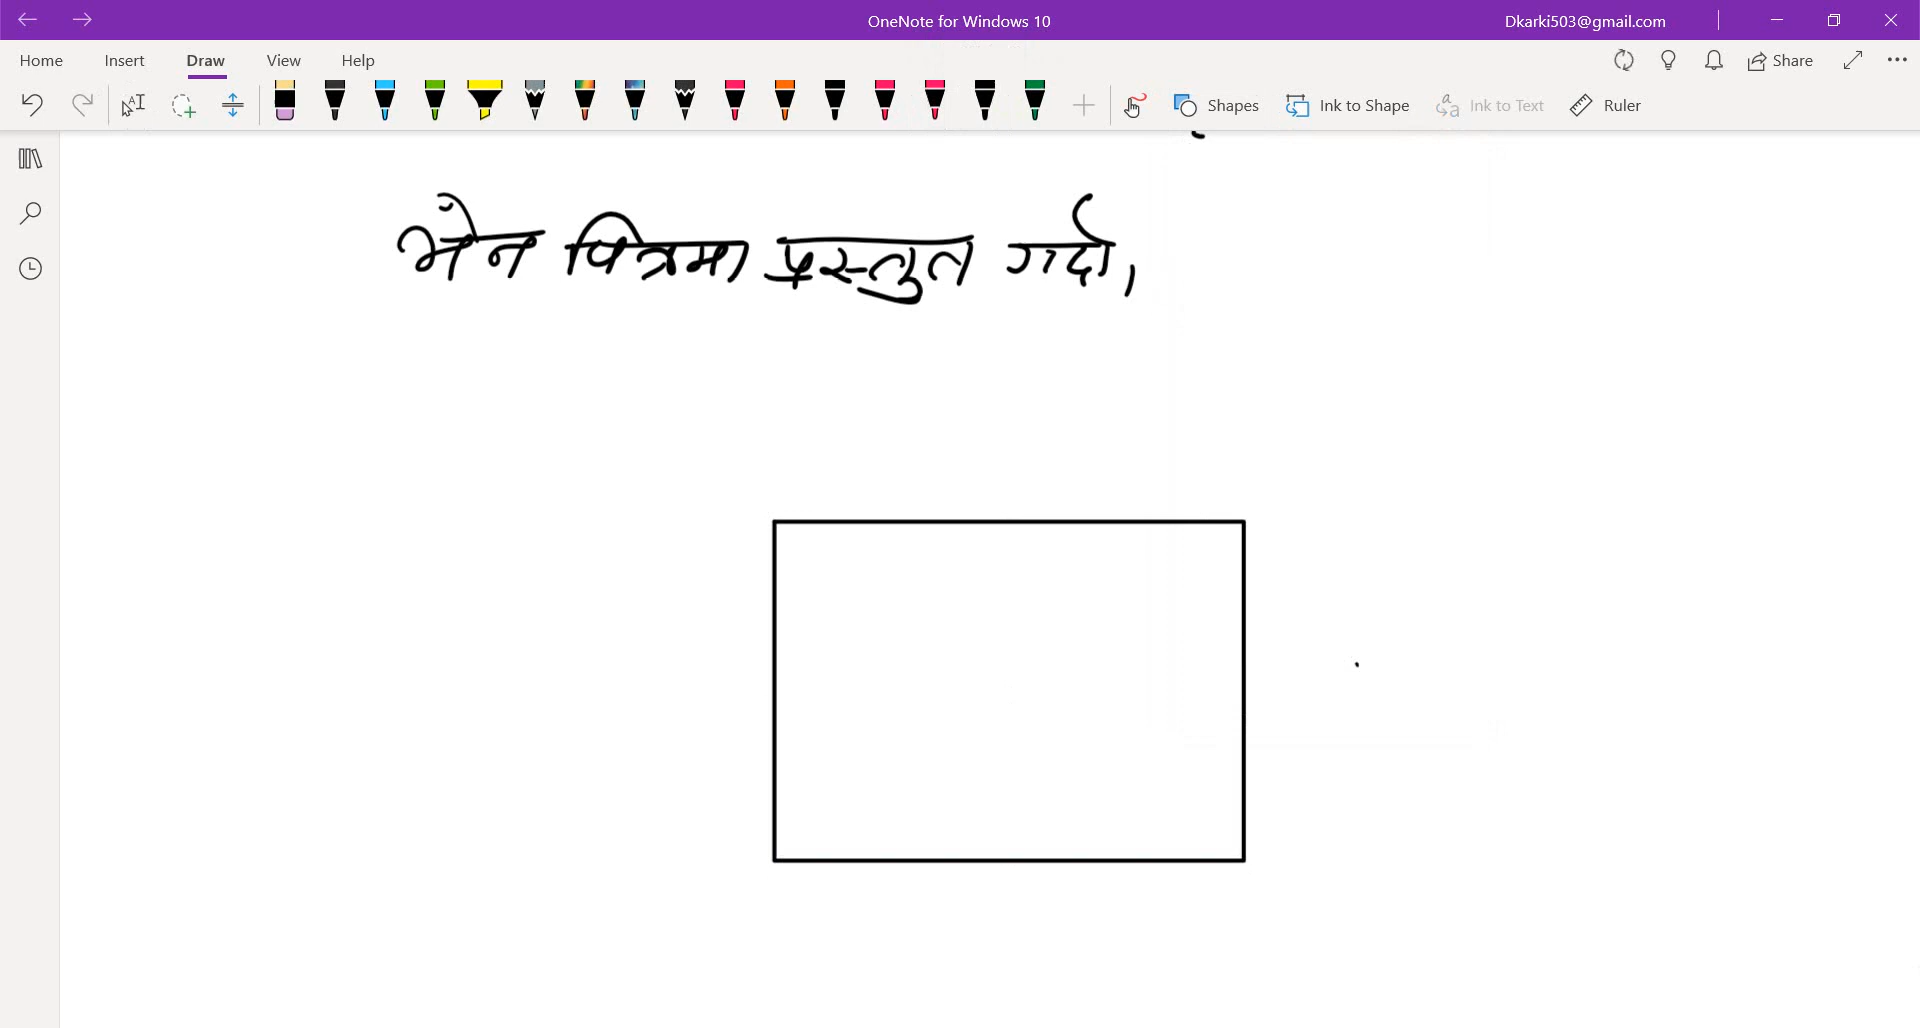 OneNote for Windows 10
Dkarki503@gmail.com
Home Insert Draw View Help
Share
Shapes Ink to Shape Ink to Text Ruler
भेन चित्रमा प्रस्तुत गर्दा,